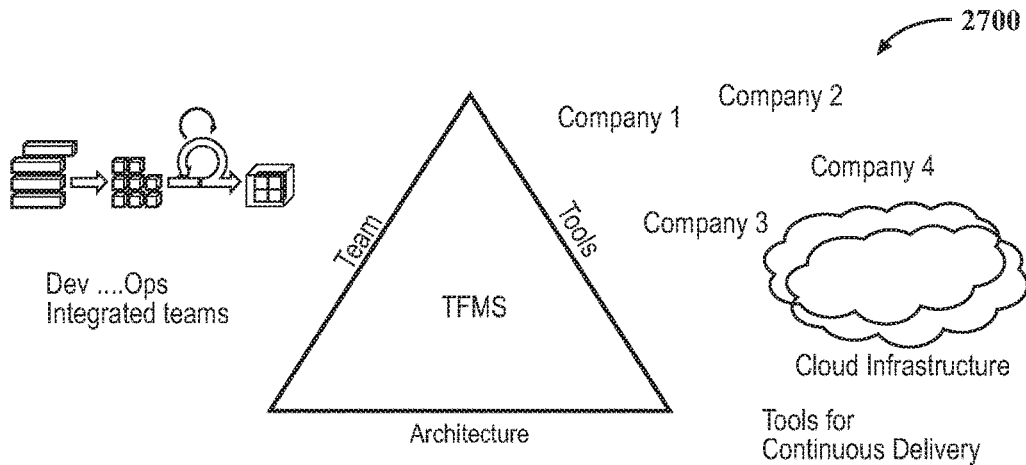 2700
Company 1
Company 2
Company 4
Company 3
Team
Tools
Dev ....Ops
Integrated teams
TFMS
Cloud Infrastructure
Architecture
Tools for
Continuous Delivery